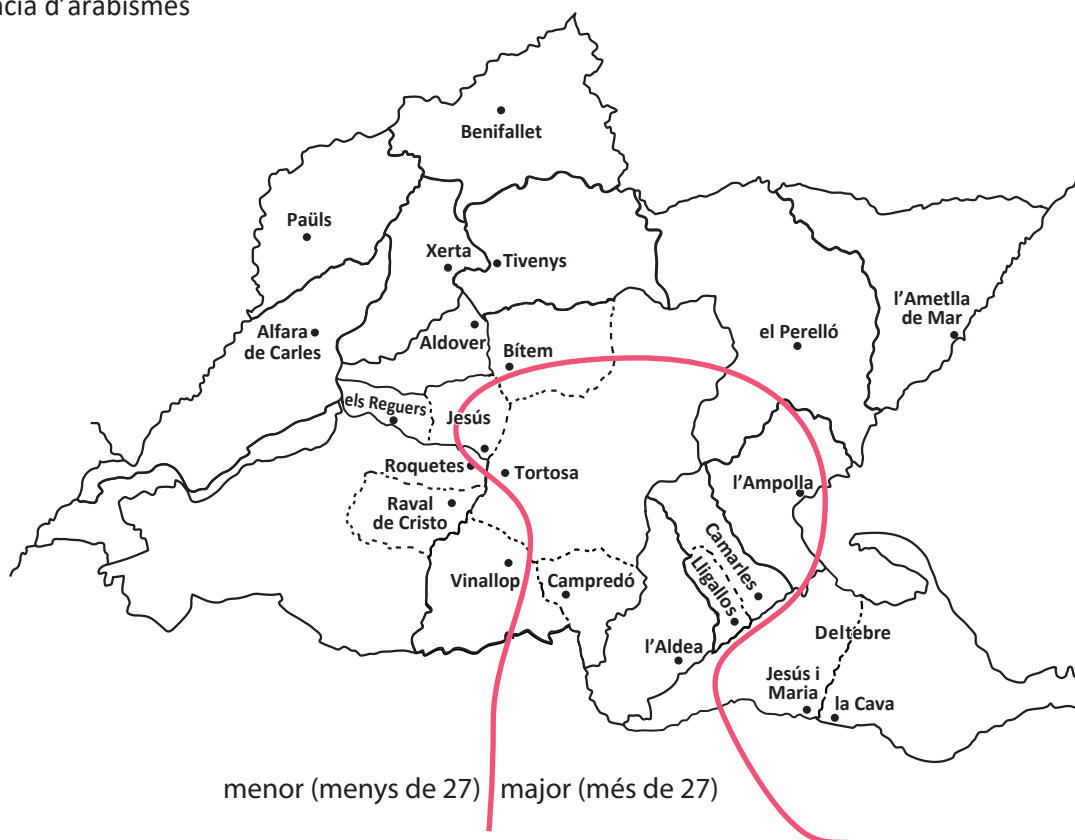 d'arabismes
Benifallet
Paüls
Xerta
Tivenys
l'Ametlla
de Mar
Alfara
de Carles
Aldover
Bítem
el Perelló
els Reguers
Jesús
Roquetes
Tortosa
l'Ampolla
Raval
de Cristo
Camarles
Lligallos
Vinallop
Campredó
l'Aldea
Deltebre
Jesús i
Maria
la Cava
menor (menys de 27)
major (més de 27)